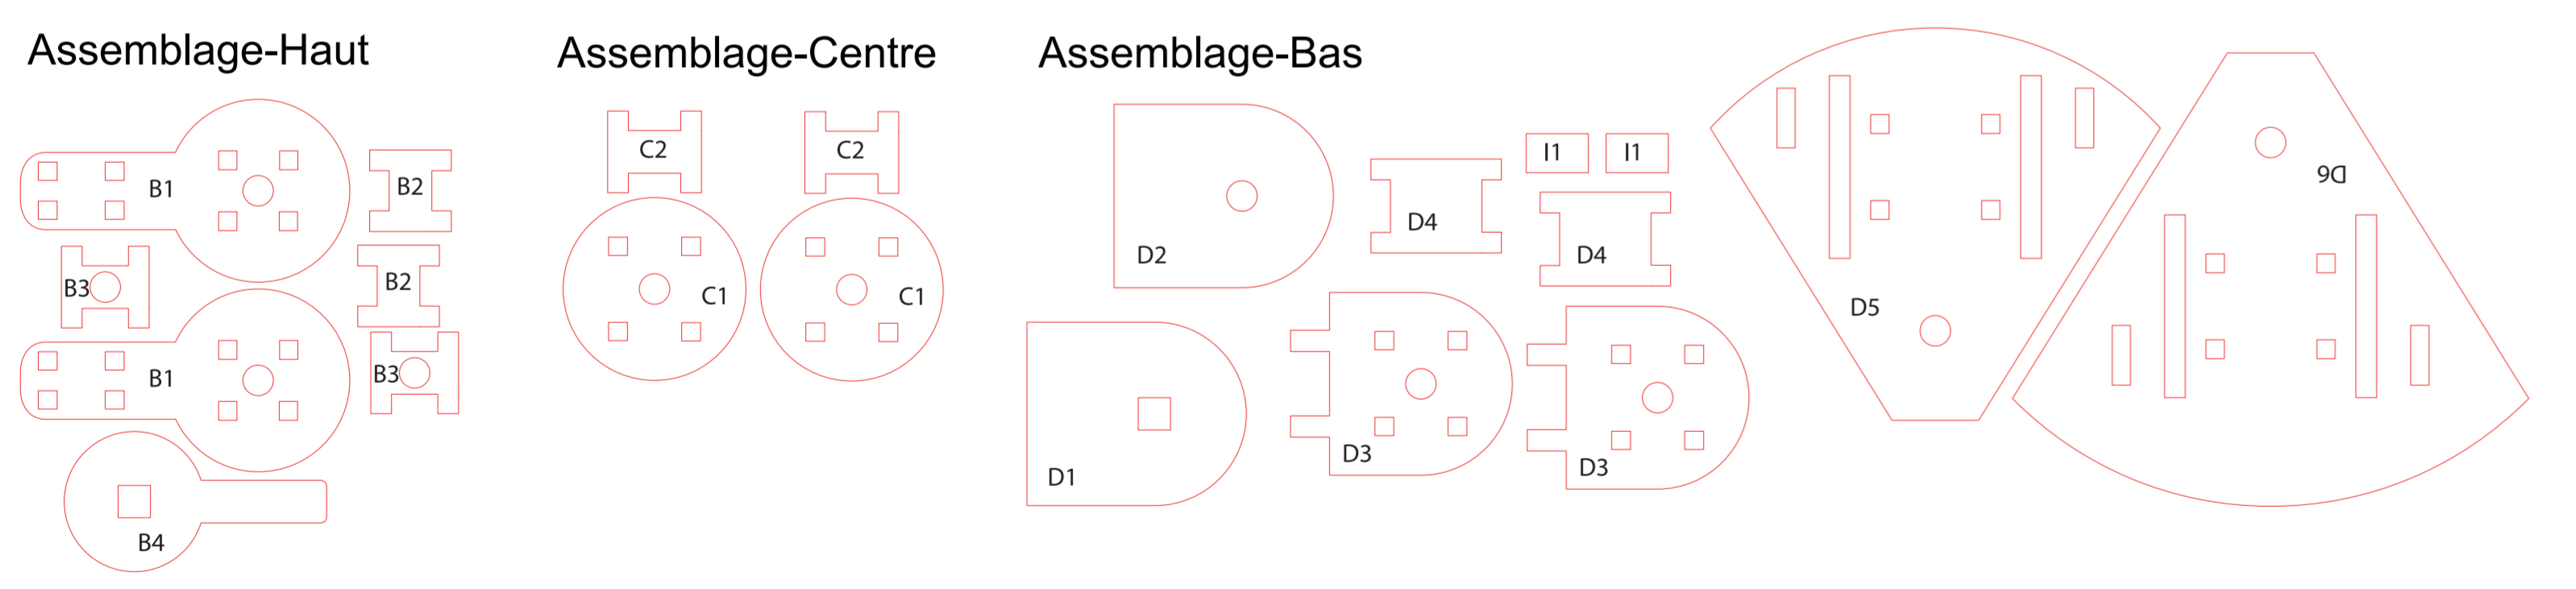 Assemblage-Haut
B1
B2
B3
B2
B1
B3
B4
Assemblage-Centre
C2
C2
C1
C1
Assemblage-Bas
D2
D4
I1
I1
D4
D1
D3
D3
D5
D6